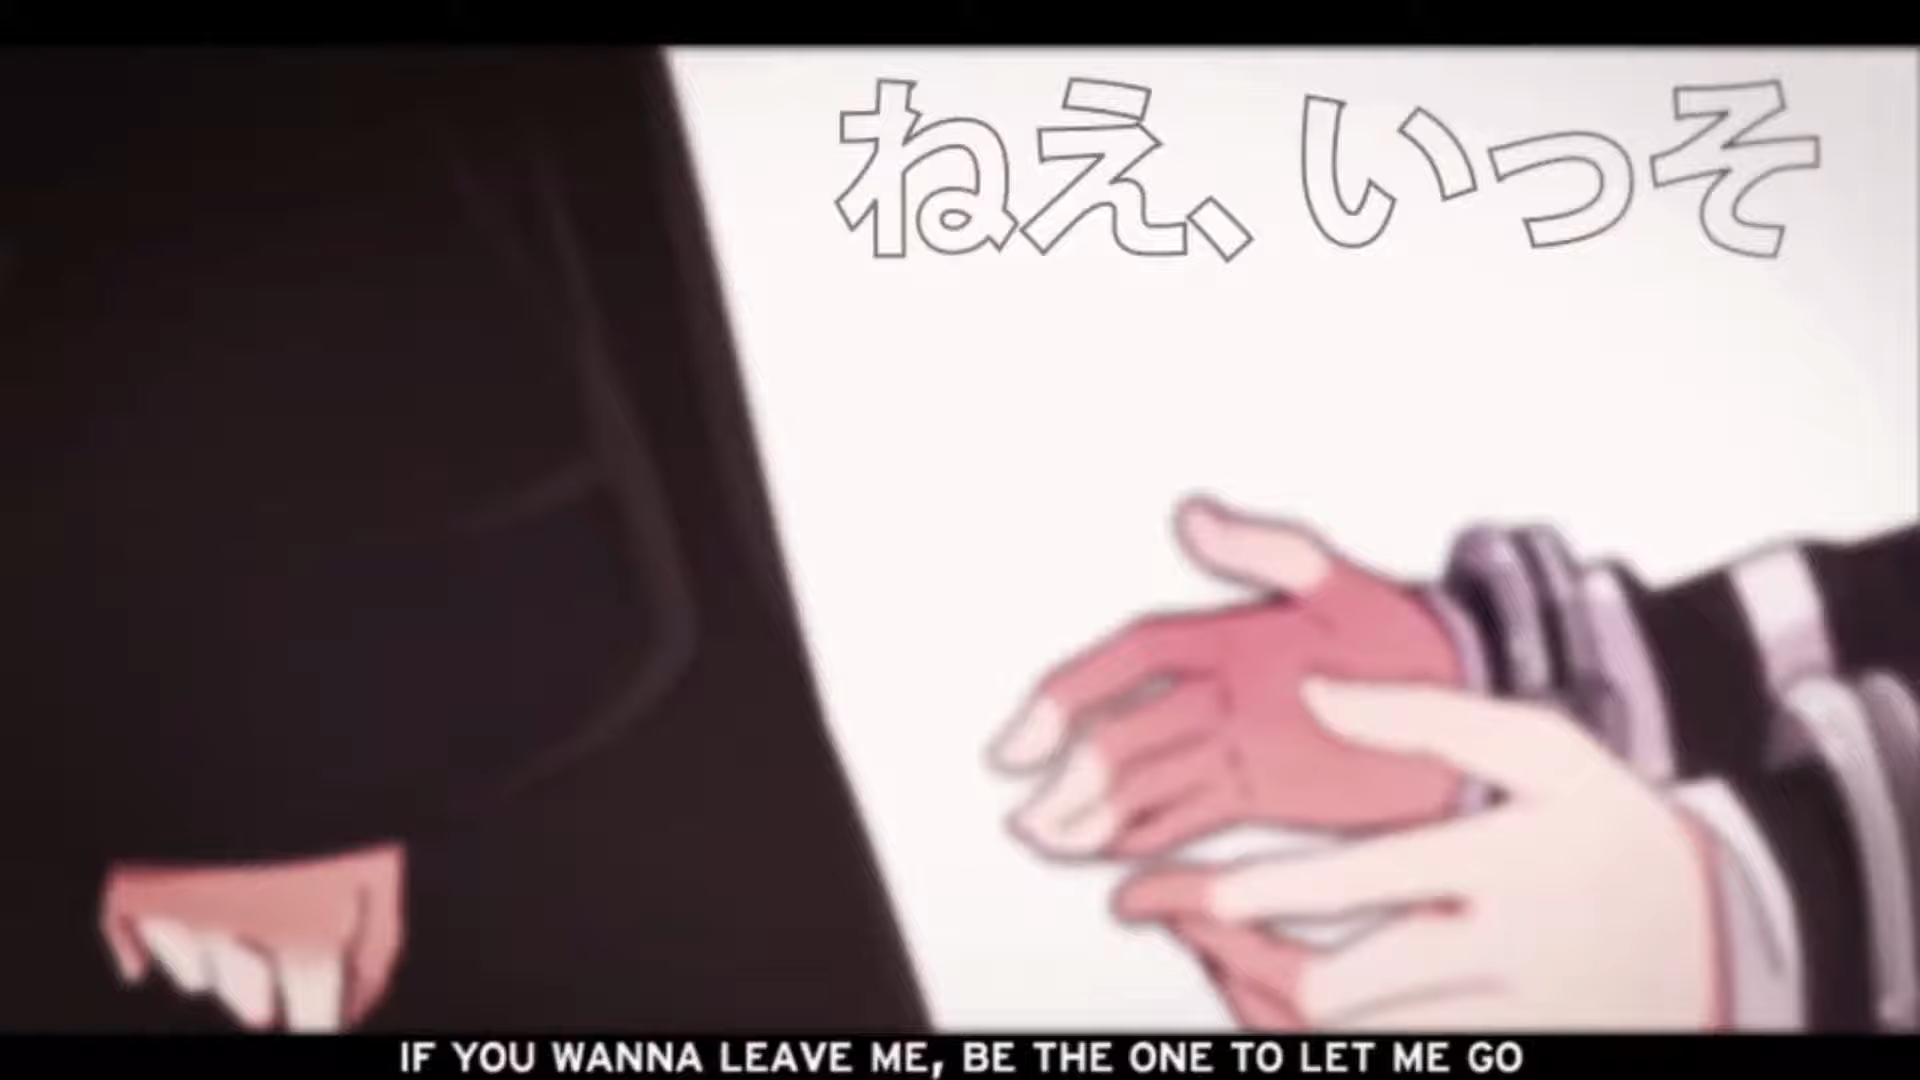 ねえ、いっそ
IF YOU WANNA LEAVE ME, BE THE ONE TO LET ME GO